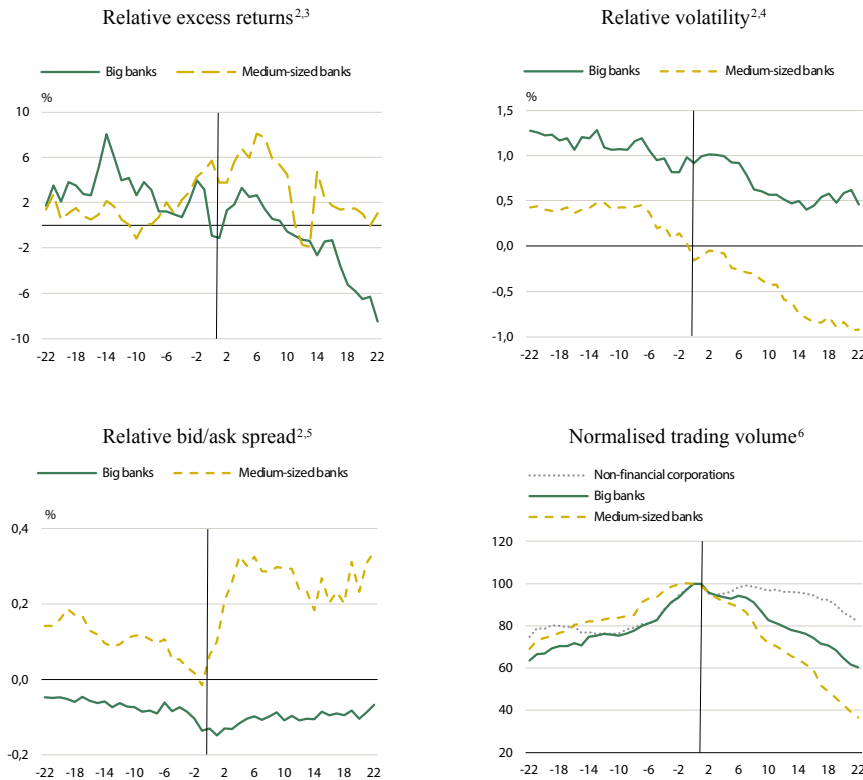 Relative excess returns2,3
Big banks Medium-sized banks
%
10
6
2
-2
-6
-10
-22 -18 -14 -10 -6 -2 2 6 10 14 18 22
Relative volatility2,4
Big banks Medium-sized banks
%
1,5
1,0
0,5
0,0
-0,5
-1,0
-22 -18 -14 -10 -6 -2 2 6 10 14 18 22
Relative bid/ask spread2,5
Big banks Medium-sized banks
%
0,4
0,2
0,0
-0,2
-22 -18 -14 -10 -6 -2 2 6 10 14 18 22
Normalised trading volume6
Non-financial corporations
Big banks
Medium-sized banks
120
100
80
60
40
20
-22 -18 -14 -10 -6 -2 2 6 10 14 18 22